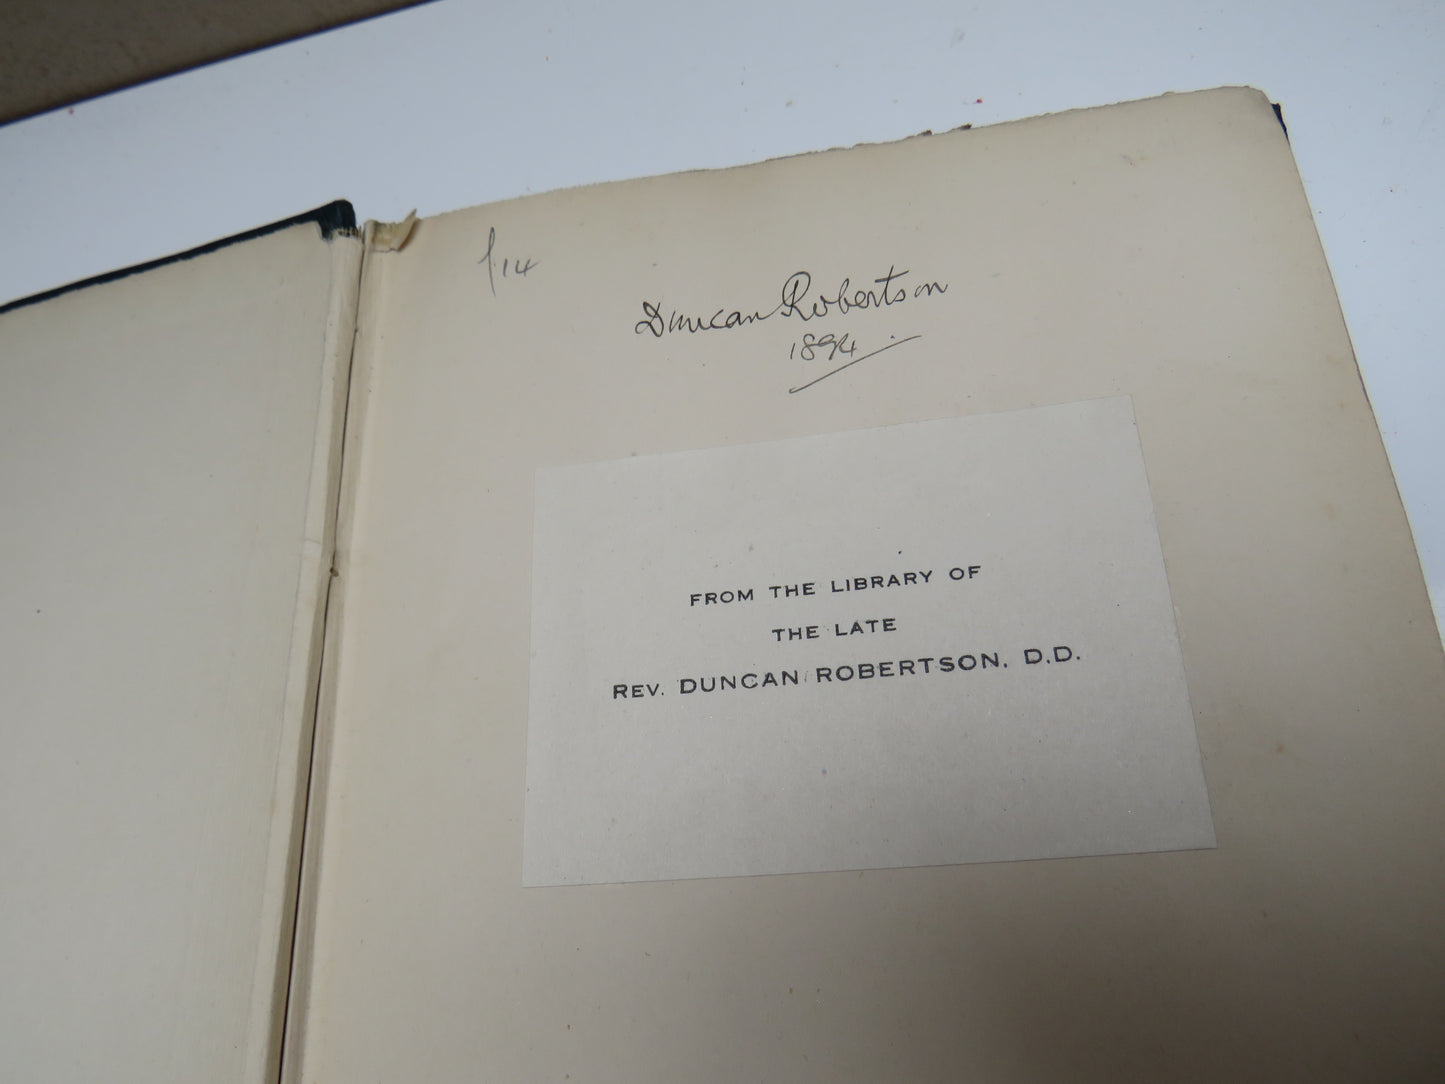 £14
Duncan Robertson
1894
FROM THE LIBRARY OF
THE LATE
REV. DUNCAN ROBERTSON, D.D.